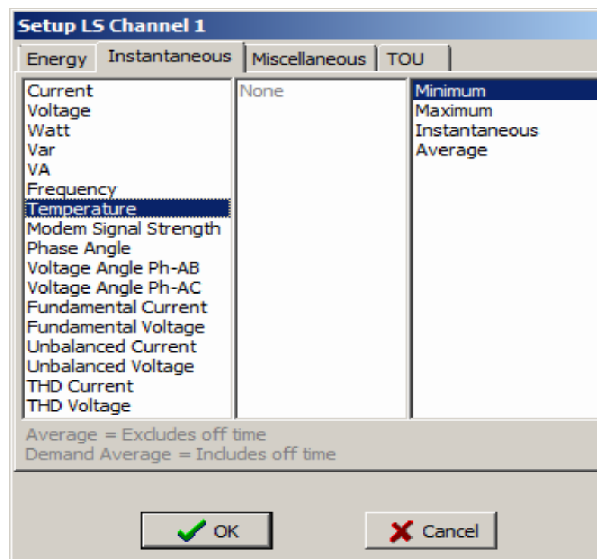 Setup LS Channel 1
Energy Instantaneous Miscellaneous TOU
Current
Voltage
Watt
Var
VA
Frequency
Temperature
Modem Signal Strength
Phase Angle
Voltage Angle Ph-AB
Voltage Angle Ph-AC
Fundamental Current
Fundamental Voltage
Unbalanced Current
Unbalanced Voltage
THD Current
THD Voltage
None
Minimum
Maximum
Instantaneous
Average
Average = Excludes off time
Demand Average = Includes off time
OK Cancel